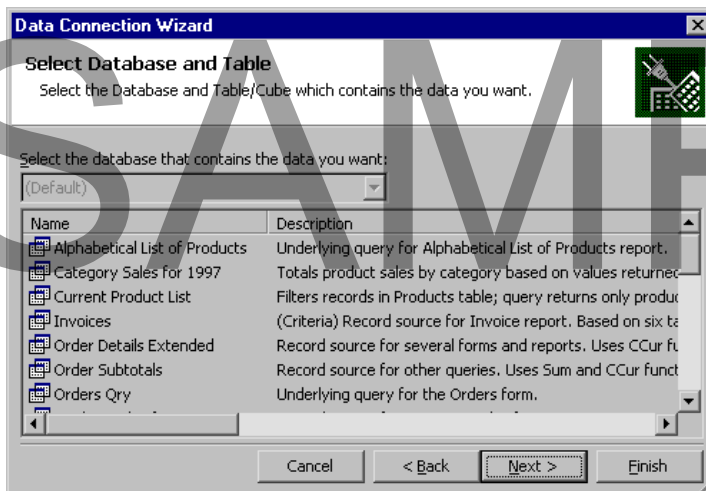 Data Connection Wizard
Select Database and Table
Select the Database and Table/Cube which contains the data you want.
Select the database that contains the data you want:
(Default)
Name Description
Alphabetical List of Products Underlying query for Alphabetical List of Products report.
Category Sales for 1997 Totals product sales by category based on values returned
Current Product List Filters records in Products table; query returns only
Invoices (Criteria) Record source for Invoice report. Based on six
Order Details Extended Record source for several forms and reports. Uses CCur
Order Subtotals Record source for other queries. Uses Sum and CCur
Orders Qry Underlying query for the Orders form.
Cancel < Back Next > Finish